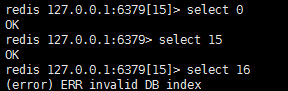 redis 127.0.0.1:6379[15]> select 0
OK
redis 127.0.0.1:6379> select 15
OK
redis 127.0.0.1:6379[15]> select 16
(error) ERR invalid DB index